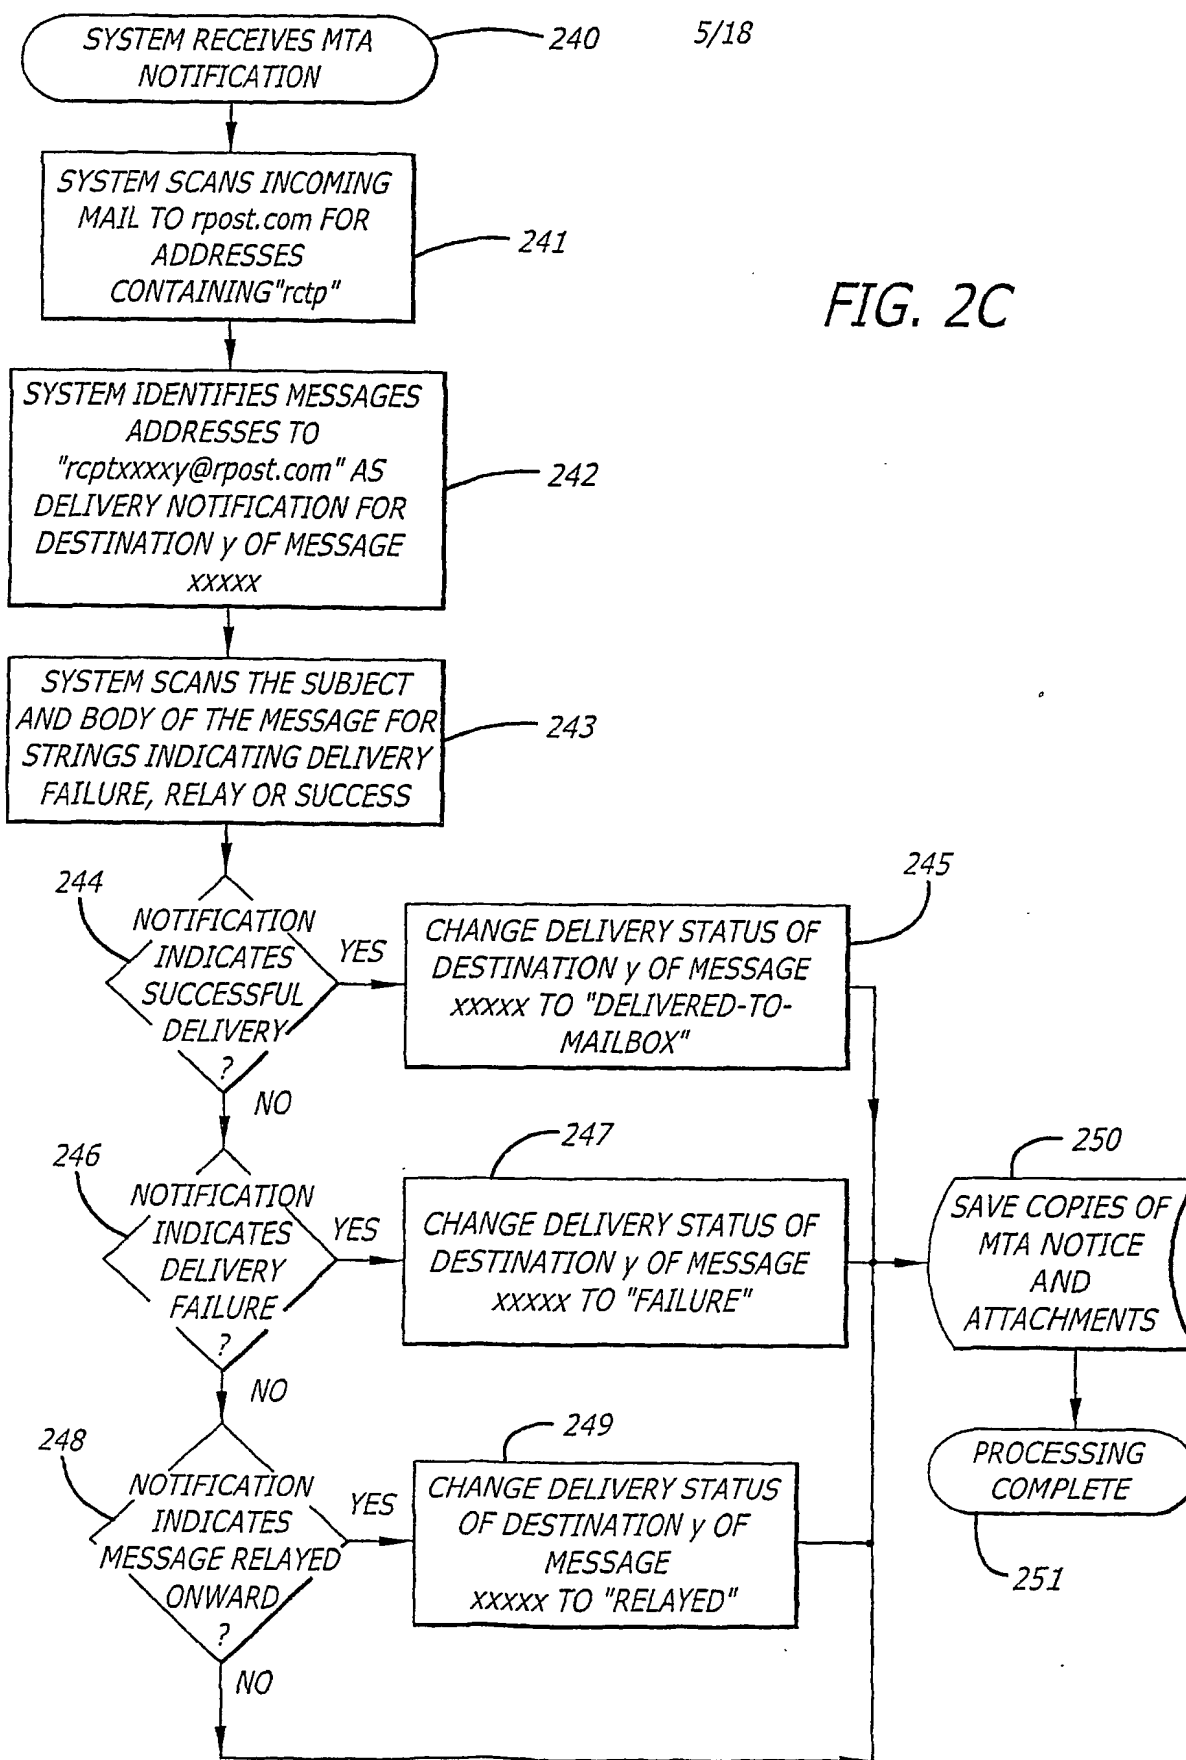 SYSTEM RECEIVES MTA
NOTIFICATION
240
5/18
SYSTEM SCANS INCOMING
MAIL TO rpost.com FOR
ADDRESSES
CONTAINING"rctp"
241
FIG. 2C
SYSTEM IDENTIFIES MESSAGES
ADDRESSES TO
"rcptxxxxy@rpost.com" AS
DELIVERY NOTIFICATION FOR
DESTINATION y OF MESSAGE
xxxxx
242
SYSTEM SCANS THE SUBJECT
AND BODY OF THE MESSAGE FOR
STRINGS INDICATING DELIVERY
FAILURE, RELAY OR SUCCESS
243
244
NOTIFICATION
INDICATES
SUCCESSFUL
DELIVERY
?
YES
NO
245
CHANGE DELIVERY STATUS OF
DESTINATION y OF MESSAGE
xxxxx TO "DELIVERED-TO-
MAILBOX"
246
NOTIFICATION
INDICATES
DELIVERY
FAILURE
?
YES
NO
247
CHANGE DELIVERY STATUS OF
DESTINATION y OF MESSAGE
xxxxx TO "FAILURE"
250
SAVE COPIES OF
MTA NOTICE
AND
ATTACHMENTS
248
NOTIFICATION
INDICATES
MESSAGE RELAYED
ONWARD
?
YES
NO
249
CHANGE DELIVERY STATUS
OF DESTINATION y OF
MESSAGE
xxxxx TO "RELAYED"
PROCESSING
COMPLETE
251